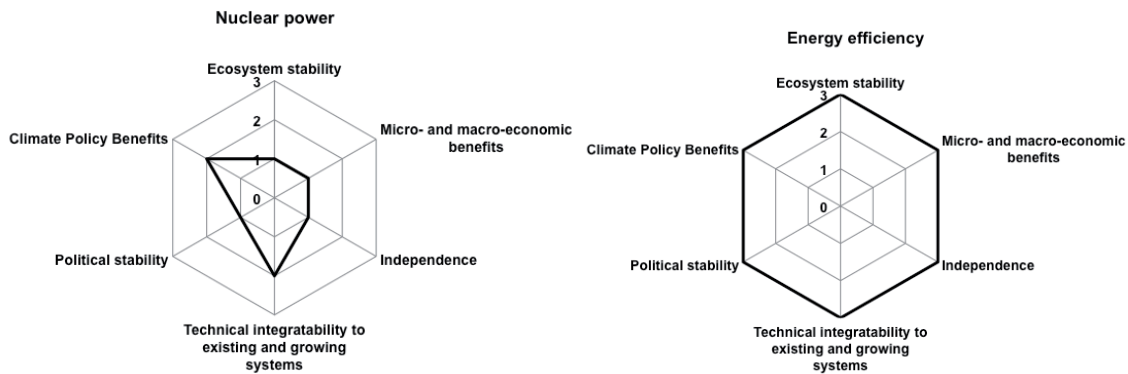 Nuclear power
Ecosystem stability
3
2
1
0
Climate Policy Benefits
Micro- and macro-economic
benefits
Political stability
Independence
Technical integratability to
existing and growing
systems
Energy efficiency
Ecosystem stability
3
2
1
0
Climate Policy Benefits
Micro- and macro-economic
benefits
Political stability
Independence
Technical integratability to
existing and growing
systems